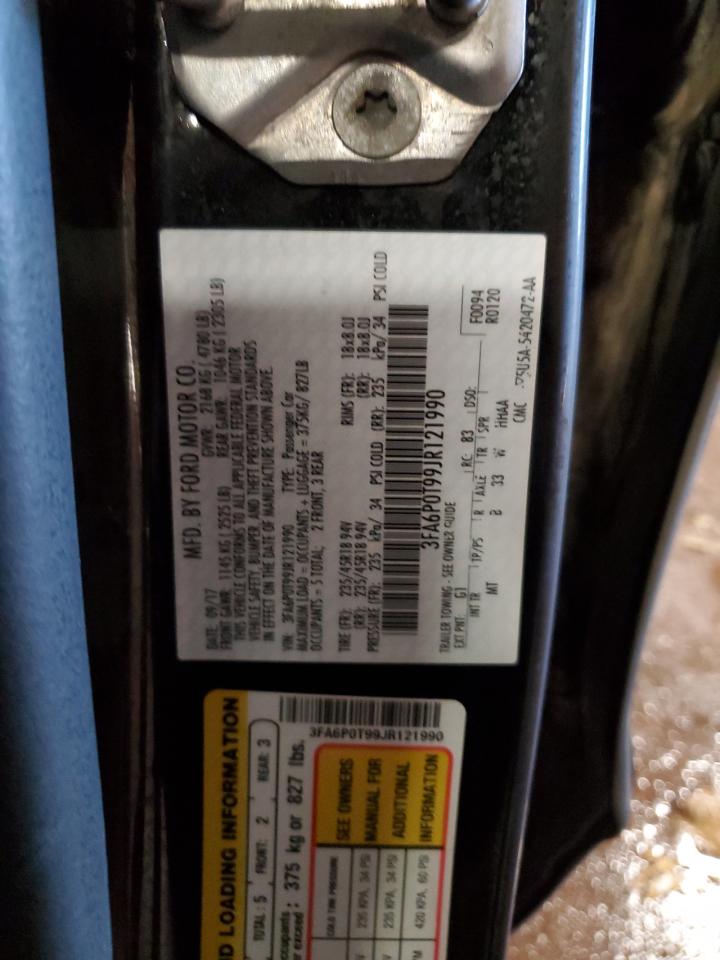 MFD. BY FORD MOTOR CO.
DATE: 09/17 GVWR: 2168 KG ( 4780 LB)
FRONT GAWR: 1145 KG ( 2525 LB) REAR GAWR: 1046 KG ( 2305 LB)
THIS VEHICLE CONFORMS TO ALL APPLICABLE FEDERAL MOTOR
VEHICLE SAFETY, BUMPER, AND THEFT PREVENTION STANDARDS
IN EFFECT ON THE DATE OF MANUFACTURE SHOWN ABOVE.
VIN: 3FA6P0T99JR121990 TYPE: Passenger Car
MAXIMUM LOAD = OCCUPANTS + LUGGAGE = 375KG/ 827LB
OCCUPANTS = 5 TOTAL, 2 FRONT, 3 REAR
TIRE (FR): 235/45R18 94V RIMS (FR): 18x8.0J
(RR): 235/45R18 94V (RR): 18x8.0J
PRESSURE (FR): 235 kPa/ 34 PSI COLD (RR): 235 kPa/ 34 PSI COLD
3FA6P0T99JR121990
TRAILER TOWING - SEE OWNER GUIDE
EXT PNT: G1 RC: 83 DSO: F0094
INT TR TP/PS R AXLE TR SPR R0120
MT B 33 W HHAA
CMC 5U5A-5420472-AA
LOADING INFORMATION
TOTAL: 5 FRONT: 2 REAR: 3
375 kg or 827 lbs.
3FA6P0T99JR121990
COLD TIRE PRESSURE SEE OWNERS
235 KPA, 34 PSI MANUAL FOR
235 KPA, 34 PSI ADDITIONAL
420 KPA, 60 PSI INFORMATION